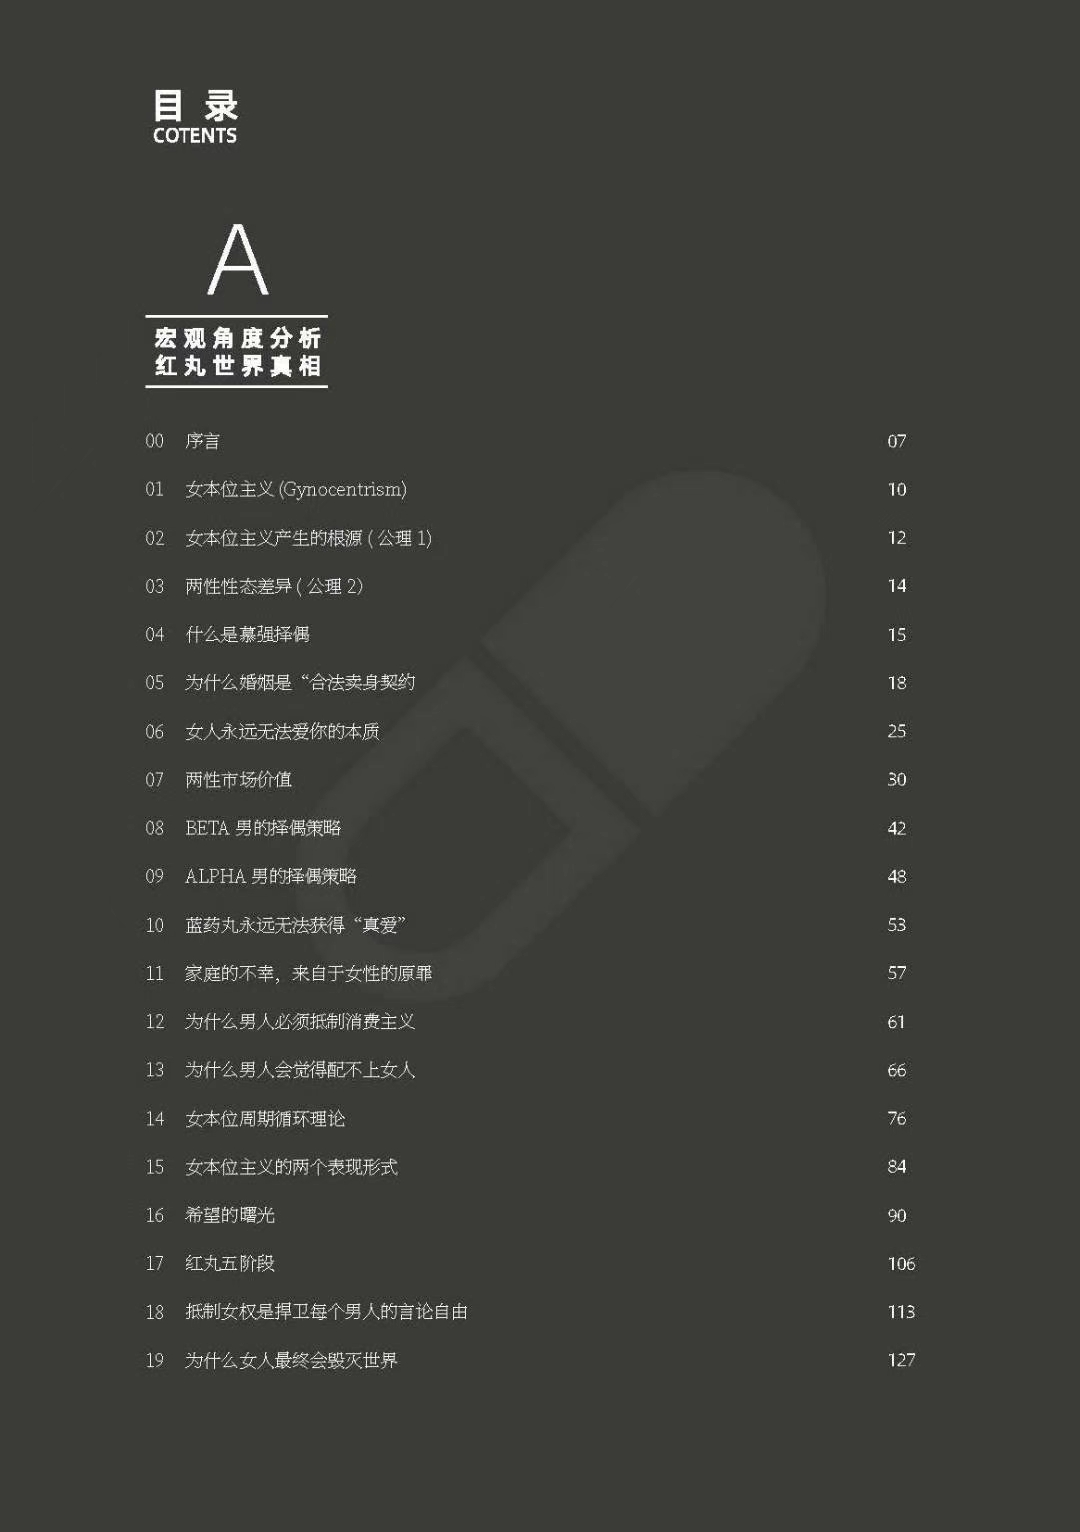 目 录
COTENTS
A
宏观角度分析
红丸世界真相
00 序言 07
01 女本位主义 (Gynocentrism) 10
02 女本位主义产生的根源 ( 公理 1) 12
03 两性性态差异 ( 公理 2） 14
04 什么是慕强择偶 15
05 为什么婚姻是“合法卖身契约 18
06 女人永远无法爱你的本质 25
07 两性市场价值 30
08 BETA 男的择偶策略 42
09 ALPHA 男的择偶策略 48
10 蓝药丸永远无法获得“真爱” 53
11 家庭的不幸，来自于女性的原罪 57
12 为什么男人必须抵制消费主义 61
13 为什么男人会觉得配不上女人 66
14 女本位周期循环理论 76
15 女本位主义的两个表现形式 84
16 希望的曙光 90
17 红丸五阶段 106
18 抵制女权是捍卫每个男人的言论自由 113
19 为什么女人最终会毁灭世界 127